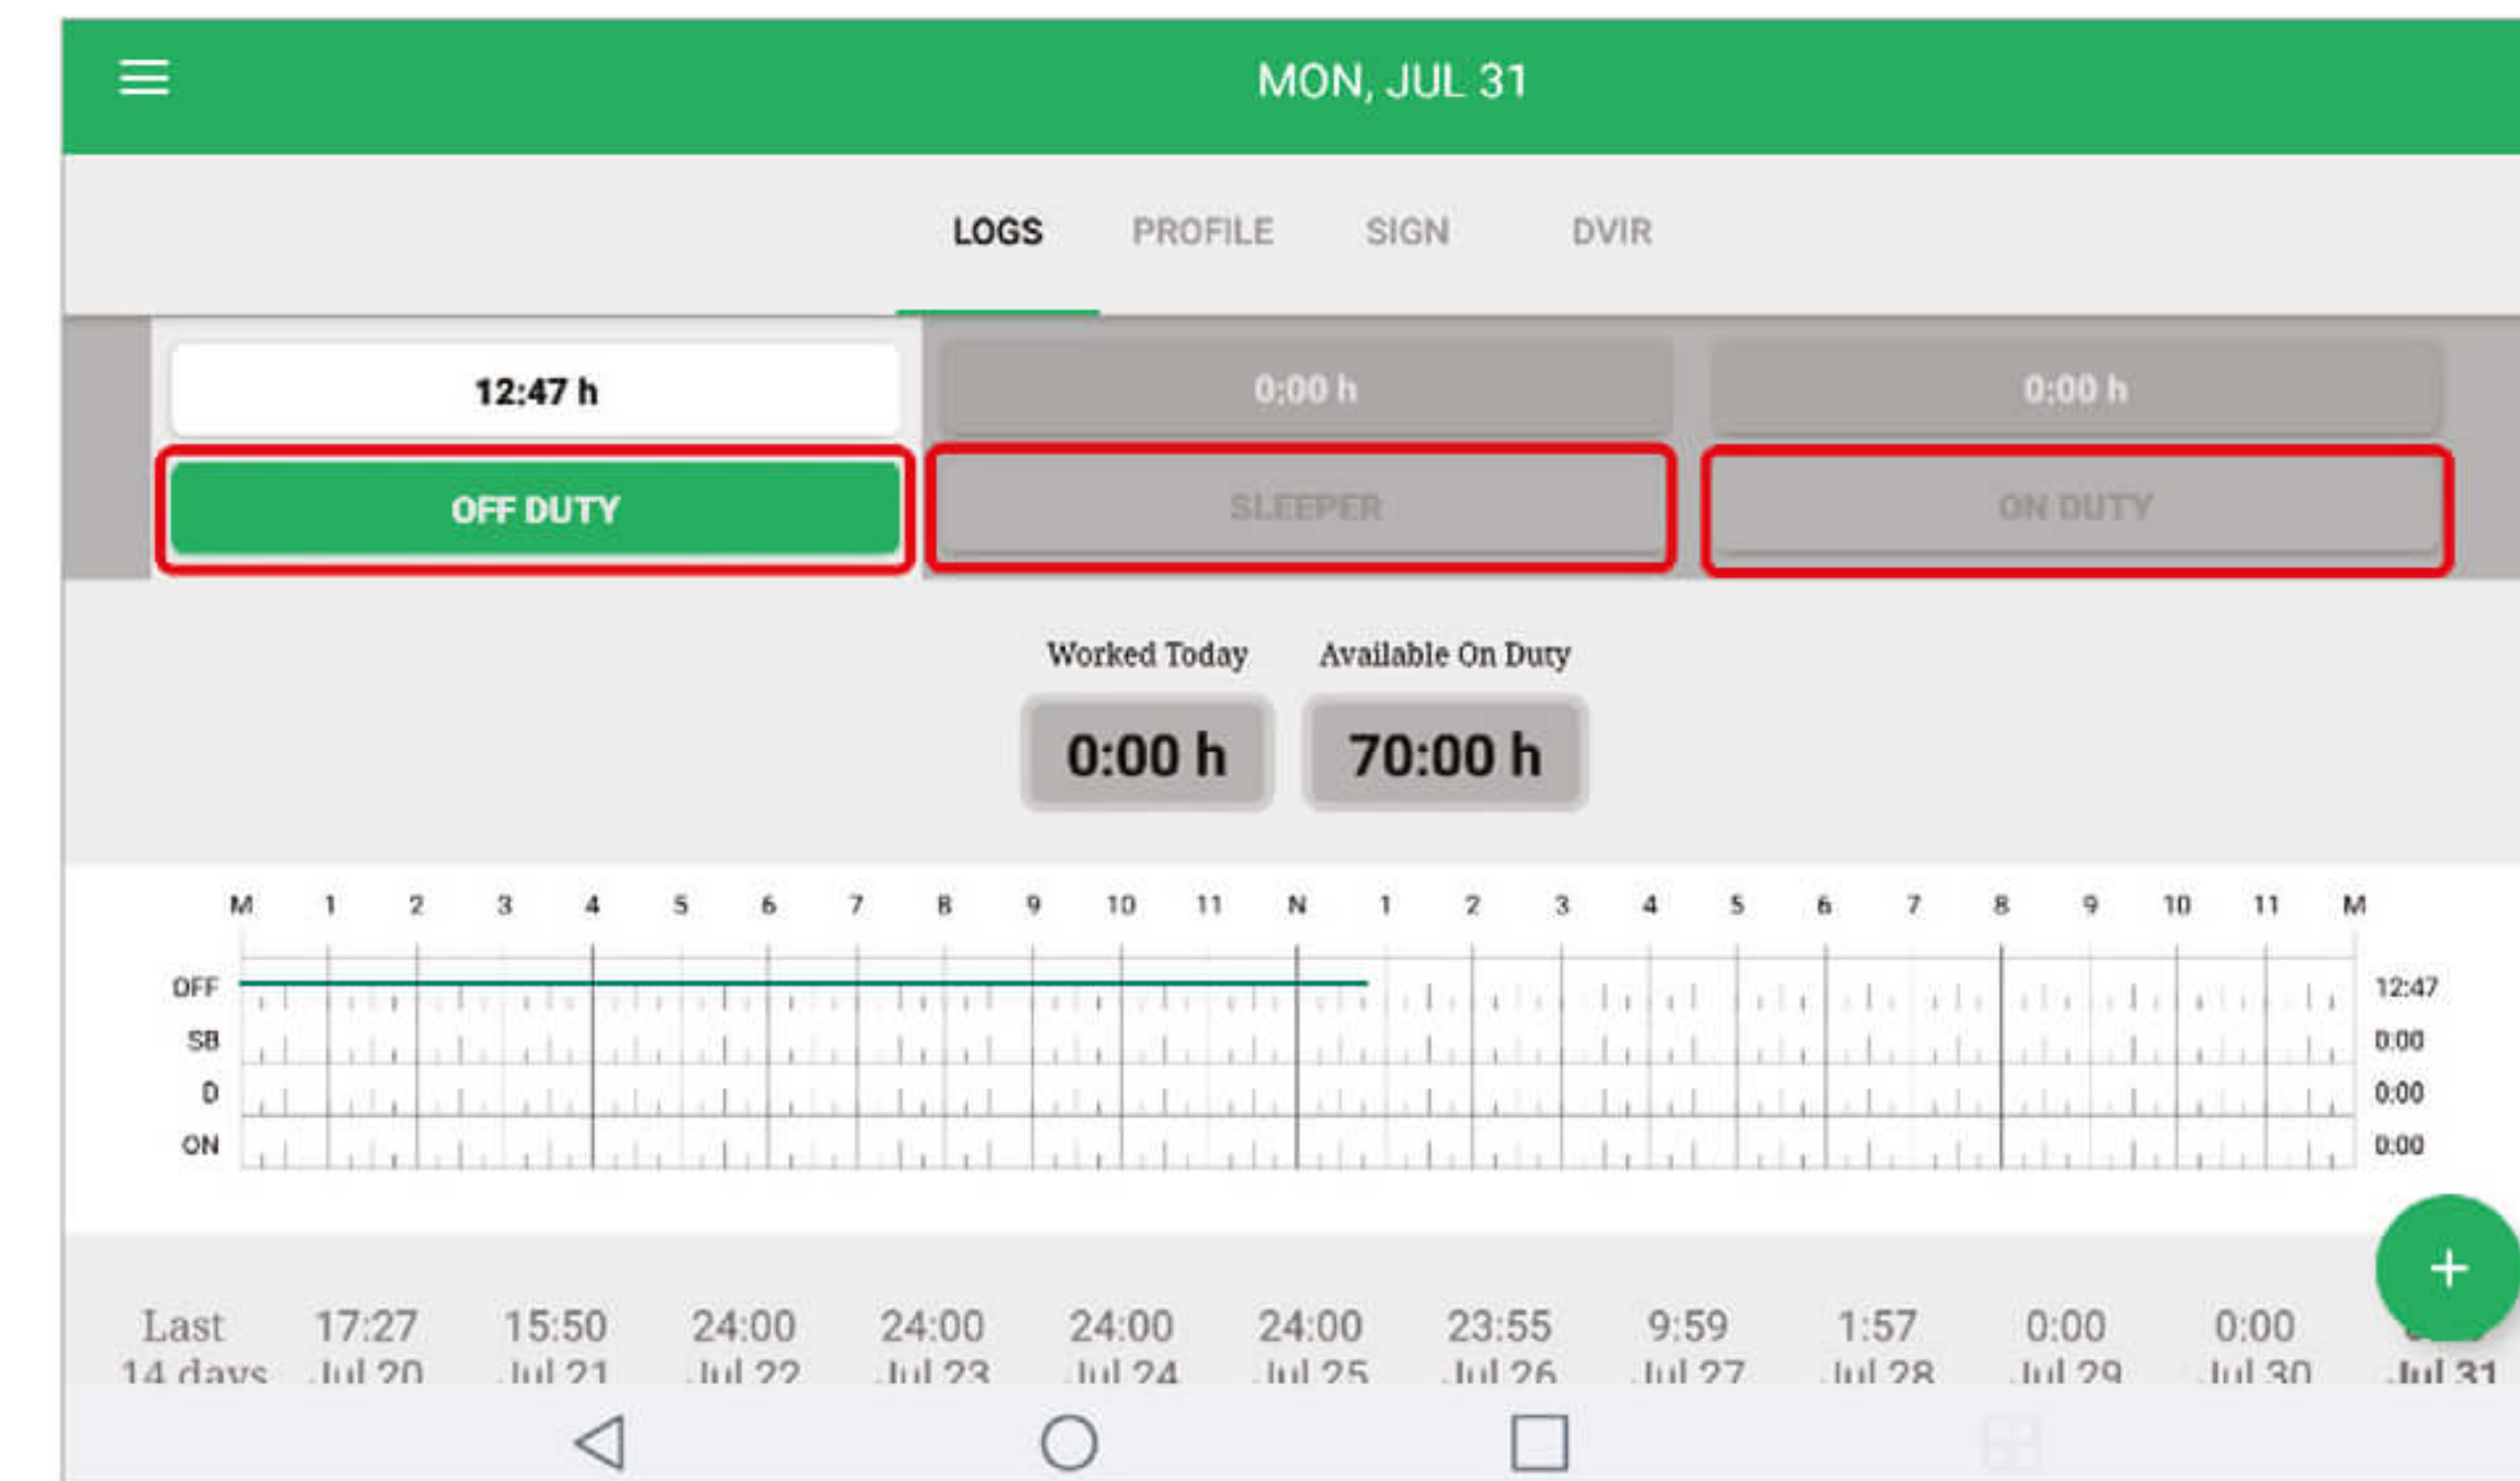 MON, JUL 31
LOGS PROFILE SIGN DVIR
12:47 h 0:00 h 0:00 h
OFF DUTY SLEEPER ON DUTY
Worked Today Available On Duty
0:00 h 70:00 h
M 1 2 3 4 5 6 7 8 9 10 11 N 1 2 3 4 5 6 7 8 9 10 11 M
OFF 12:47
SB 0:00
D 0:00
ON 0:00
+
Last 17:27 15:50 24:00 24:00 24:00 24:00 23:55 9:59 1:57 0:00 0:00
14 days Jul 20 Jul 21 Jul 22 Jul 23 Jul 24 Jul 25 Jul 26 Jul 27 Jul 28 Jul 29 Jul 30 Jul 31